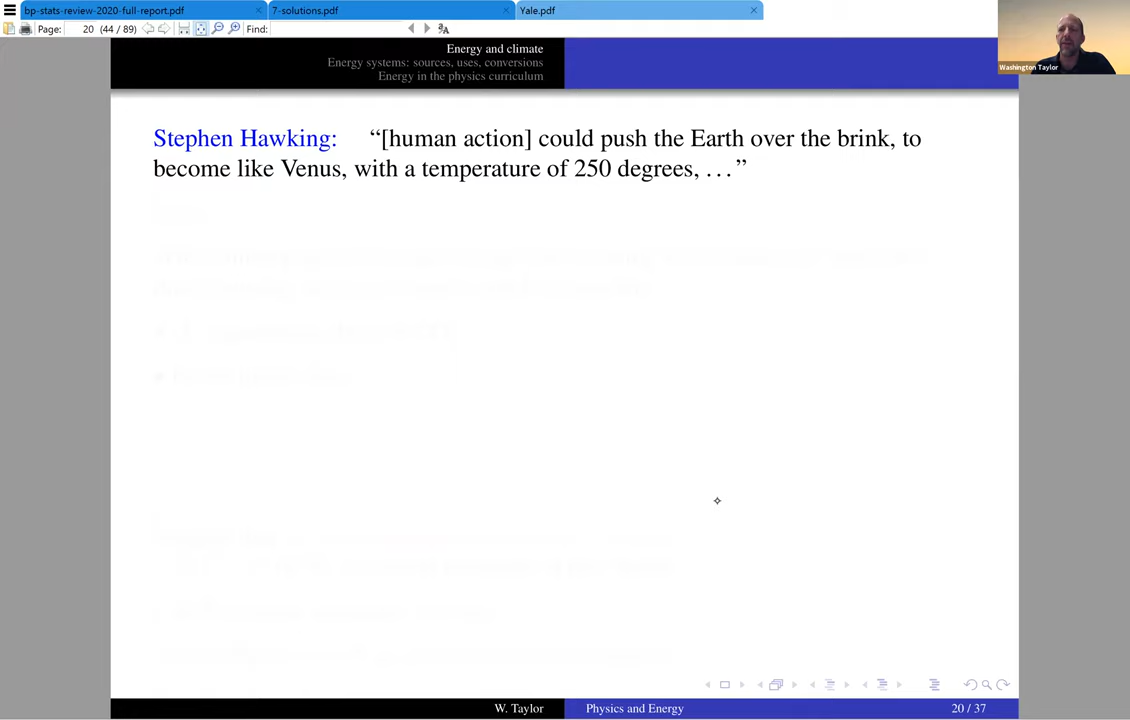 bp-stats-review-2020-full-report.pdf
7-solutions.pdf
Yale.pdf
Page: 20 (44 / 89)
Find:
Washington Taylor
Energy and climate
Energy systems: sources, uses, conversions
Energy in the physics curriculum
Stephen Hawking: “[human action] could push the Earth over the brink, to
become like Venus, with a temperature of 250 degrees, . . . ”
W. Taylor
Physics and Energy
20 / 37